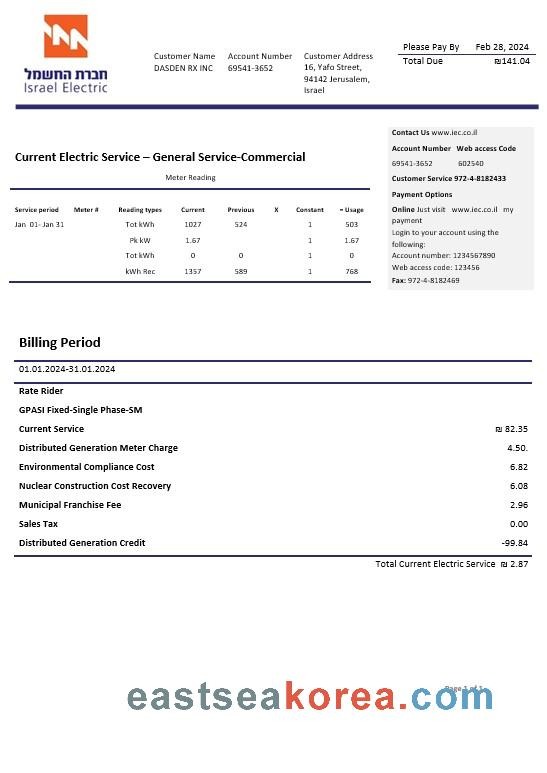 חברת החשמל
Israel Electric
Customer Name Account Number Customer Address
DASDEN RX INC 69541-3652 16, Yafo Street,
94142 Jerusalem,
Israel
Please Pay By Feb 28, 2024
Total Due ₪141.04
Current Electric Service – General Service-Commercial
Meter Reading
Service period Meter # Reading types Current Previous X Constant = Usage
Jan 01-Jan 31 Tot kWh 1027 524 1 503
Pk kW 1.67 1 1.67
Tot kWh 0 0 1 0
kWh Rec 1357 589 1 768
Contact Us www.iec.co.il
Account Number Web access Code
69541-3652 602540
Customer Service 972-4-8182433
Payment Options
Online Just visit www.iec.co.il my
payment
Login to your account using the
following:
Account number: 1234567890
Web access code: 123456
Fax: 972-4-8182469
Billing Period
01.01.2024-31.01.2024
Rate Rider
GPASI Fixed-Single Phase-SM
Current Service ₪ 82.35
Distributed Generation Meter Charge 4.50.
Environmental Compliance Cost 6.82
Nuclear Construction Cost Recovery 6.08
Municipal Franchise Fee 2.96
Sales Tax 0.00
Distributed Generation Credit -99.84
Total Current Electric Service ₪ 2.87
Page 1 of
eastseakorea.com